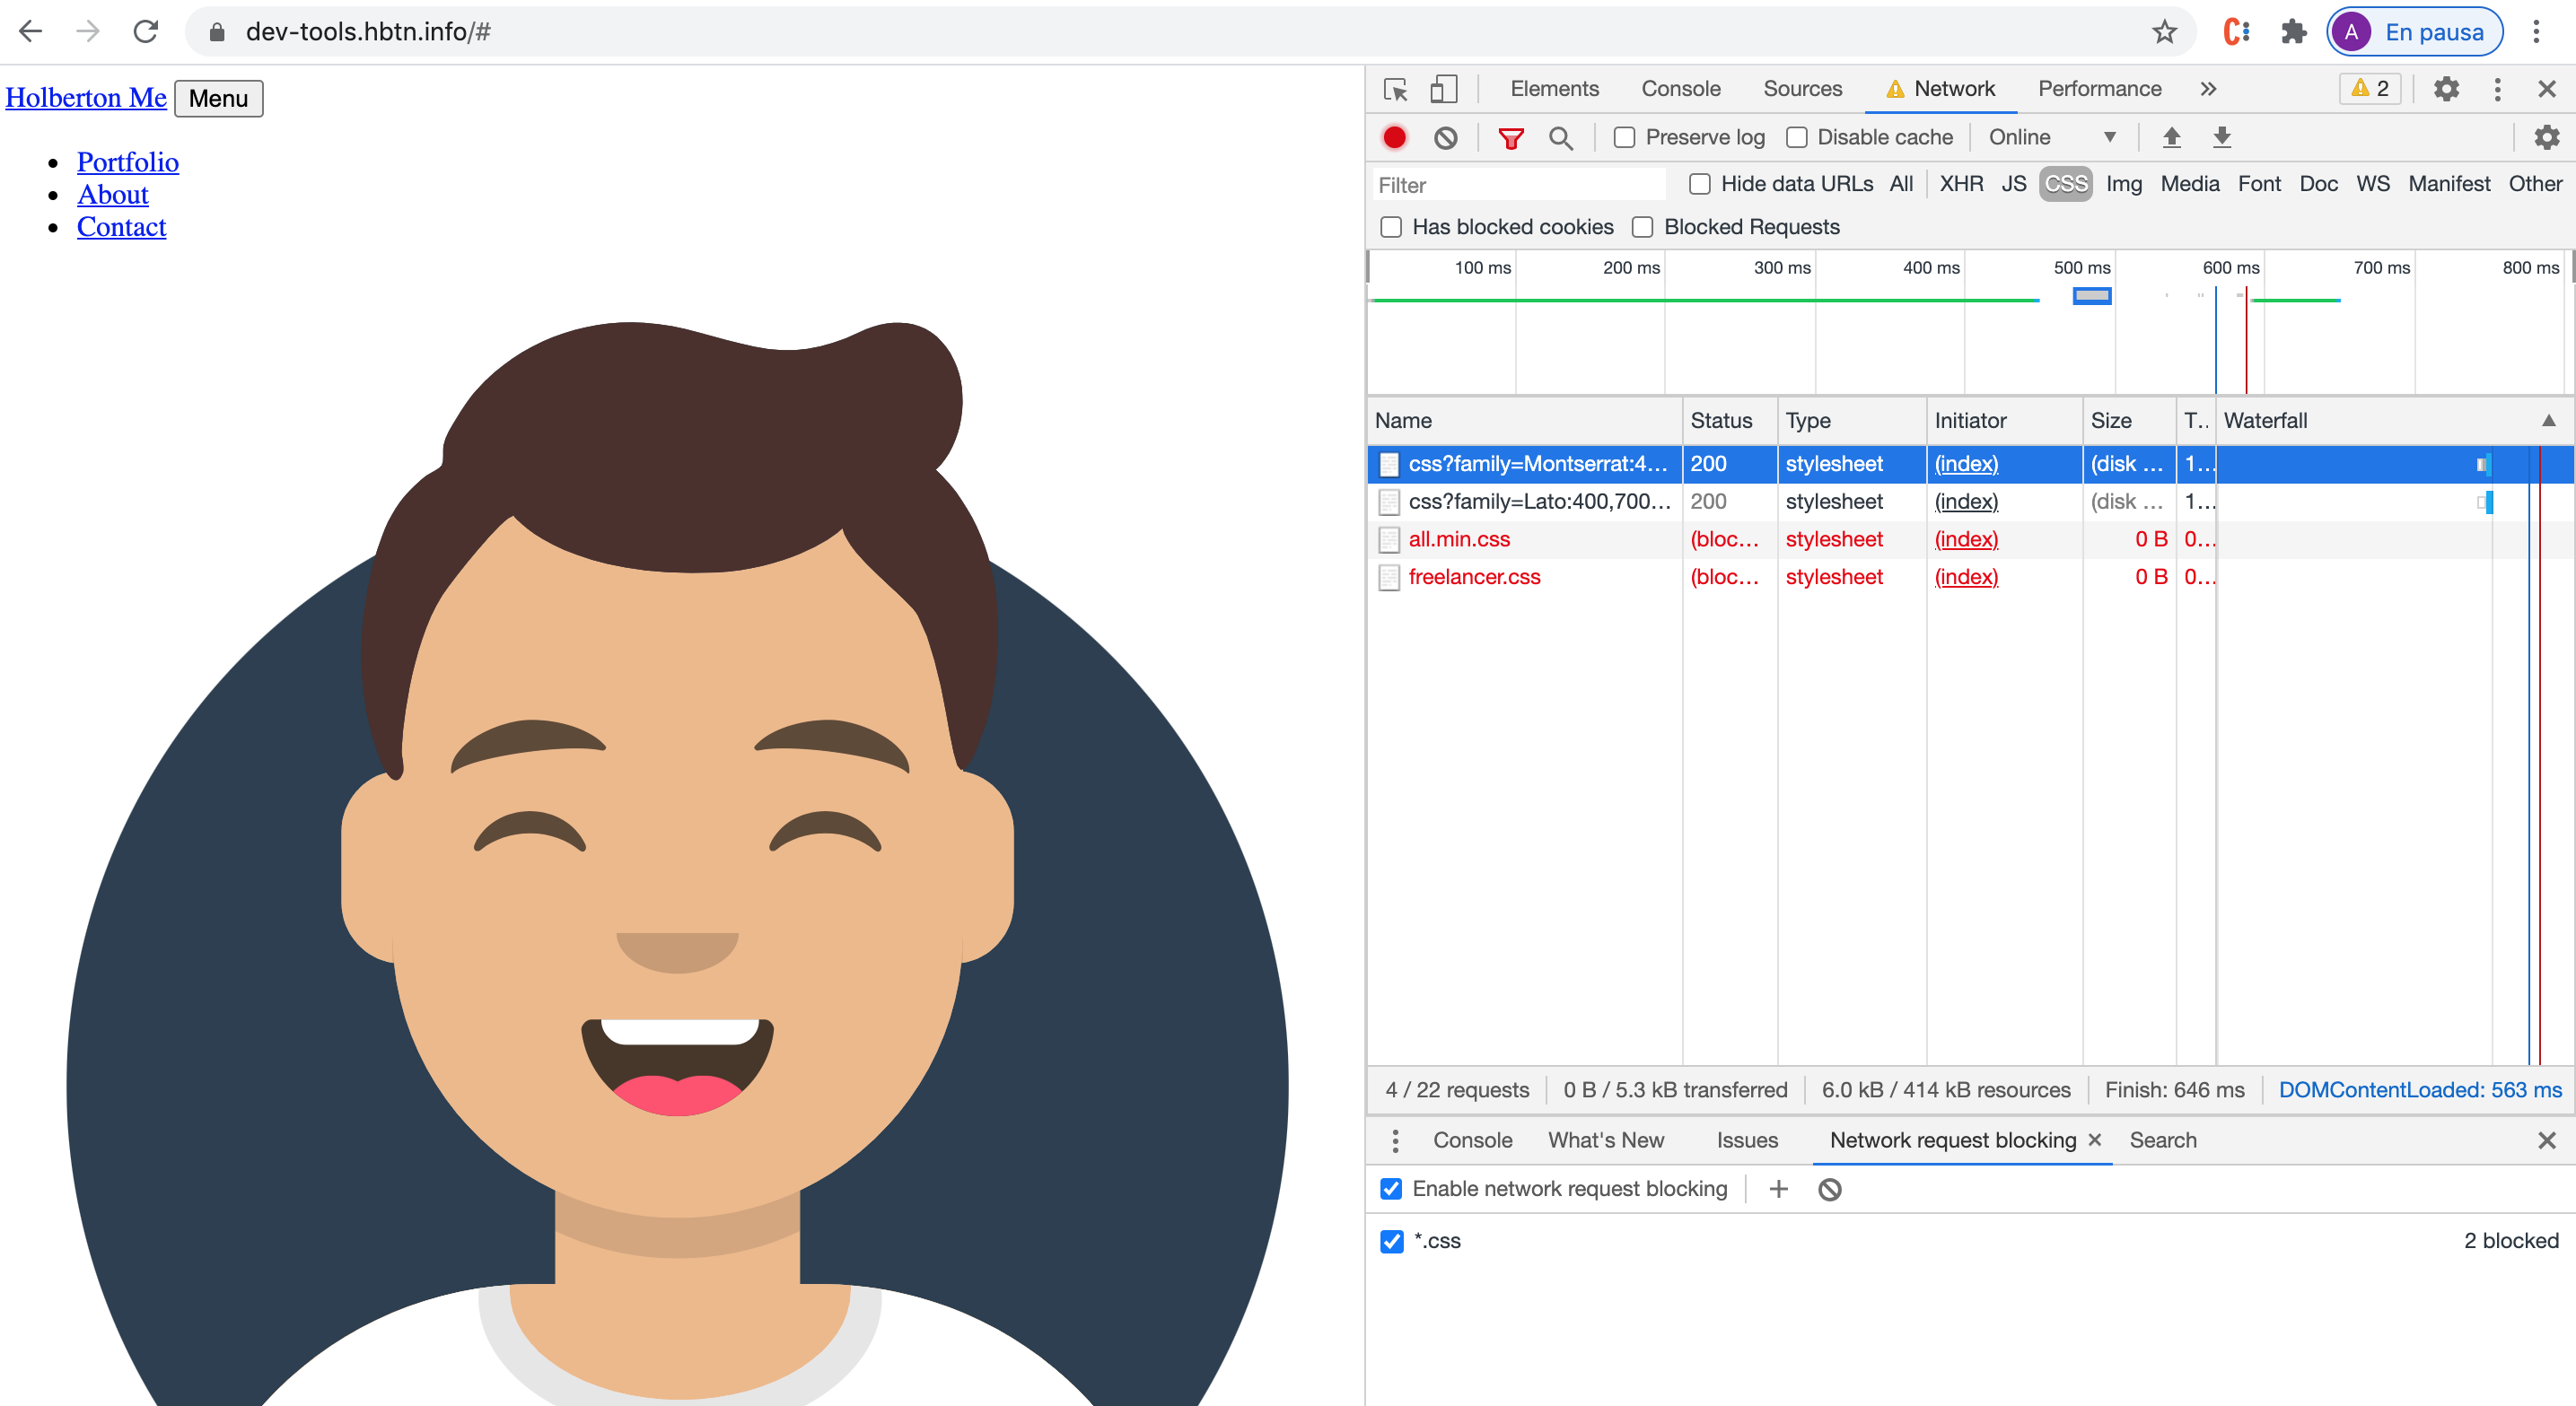 dev-tools.hbtn.info/#
A En pausa
Holberton Me Menu
Portfolio
About
Contact
Elements Console Sources Network Performance 2
Preserve log Disable cache Online
Filter Hide data URLs All XHR JS CSS Img Media Font Doc WS Manifest Other
Has blocked cookies Blocked Requests
100 ms 200 ms 300 ms 400 ms 500 ms 600 ms 700 ms 800 ms
Name Status Type Initiator Size T.. Waterfall
css?family=Montserrat:4... 200 stylesheet (index) (disk ... 1...
css?family=Lato:400,700... 200 stylesheet (index) (disk ... 1...
all.min.css (bloc... stylesheet (index) 0 B 0...
freelancer.css (bloc... stylesheet (index) 0 B 0...
4 / 22 requests 0 B / 5.3 kB transferred 6.0 kB / 414 kB resources Finish: 646 ms DOMContentLoaded: 563 ms
Console What's New Issues Network request blocking Search
Enable network request blocking
*.css 2 blocked